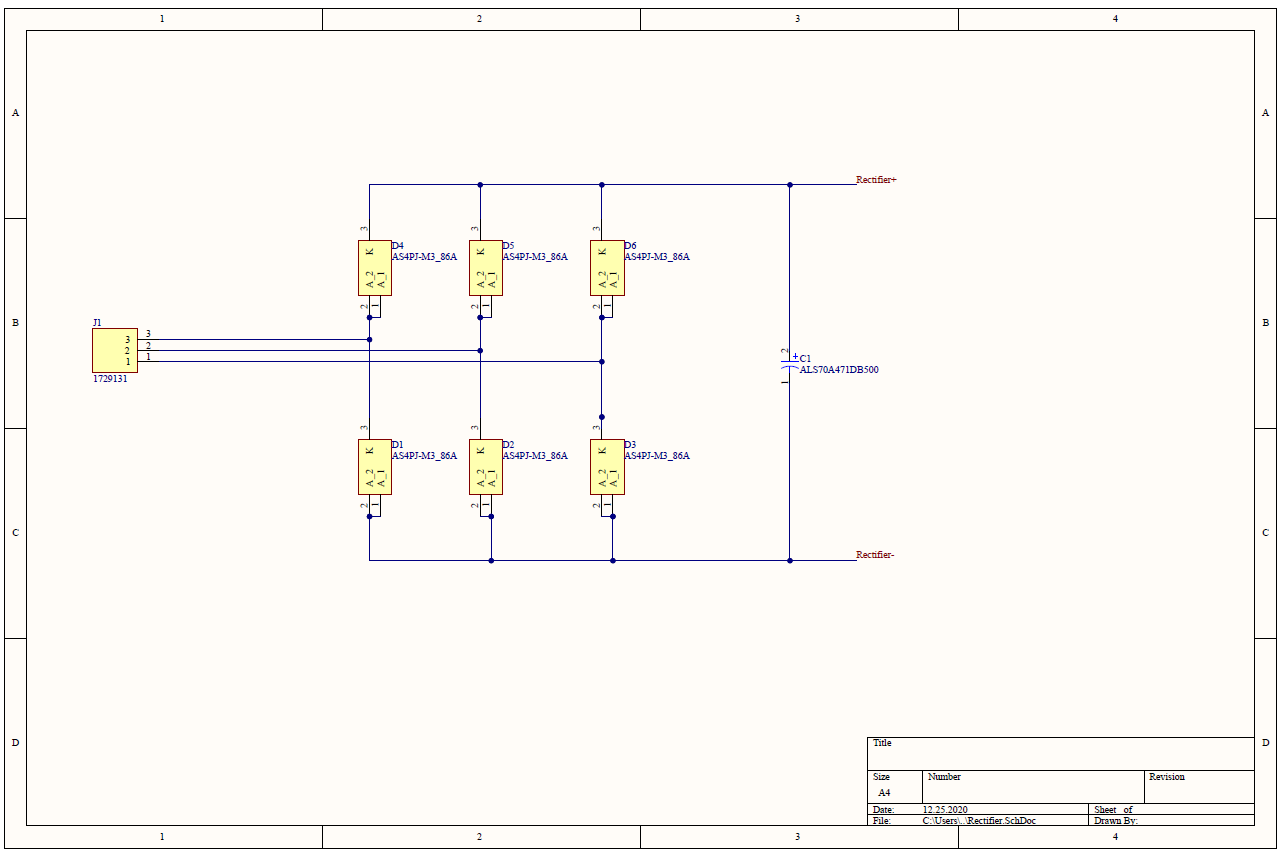 1 2 3 4
A A
Rectifier+
3 3 3
K D4 K D5 K D6
AS4PJ-M3_86A AS4PJ-M3_86A AS4PJ-M3_86A
A_2 A_1 A_2 A_1 A_2 A_1
2 1 2 1 2 1
B B
J1
3 3
2 2
1 1
1729131
2
+ C1
ALS70A471DB500
1
3 3 3
K D1 K D2 K D3
AS4PJ-M3_86A AS4PJ-M3_86A AS4PJ-M3_86A
A_2 A_1 A_2 A_1 A_2 A_1
2 1 2 1 2 1
C C
Rectifier-
D D
Title
Size Number Revision
A4
Date: 12.25.2020 Sheet of
File: C:\Users\..\Rectifier.SchDoc Drawn By:
1 2 3 4